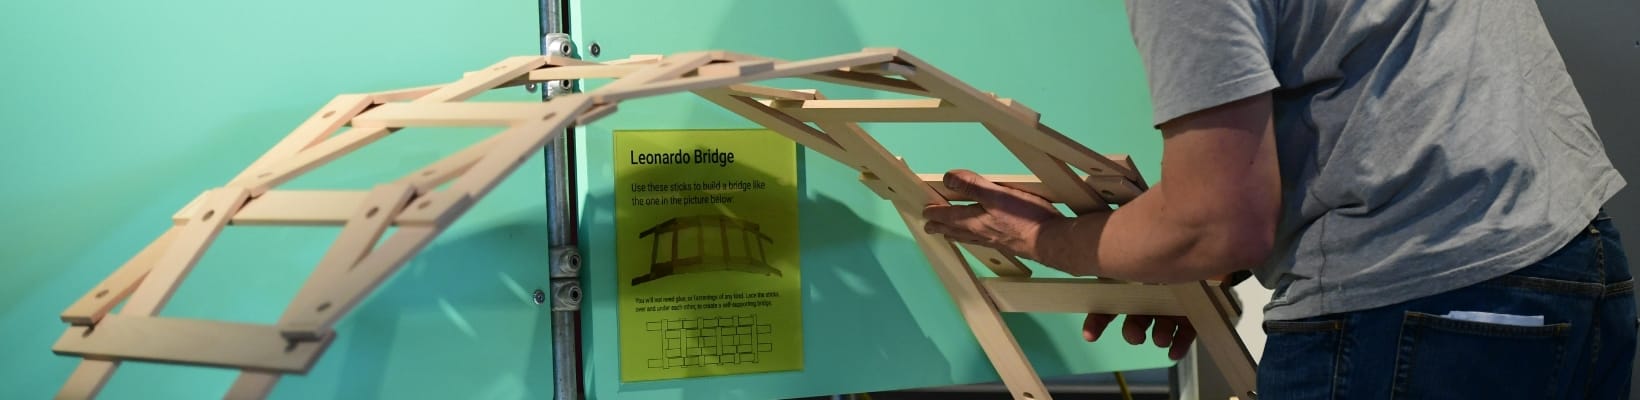 Leonardo Bridge
Use these sticks to build a bridge like
the one in the picture below:
You will not need glue, or fastenings of any kind. Lace the sticks
over and under each other, to create a self-supporting bridge.